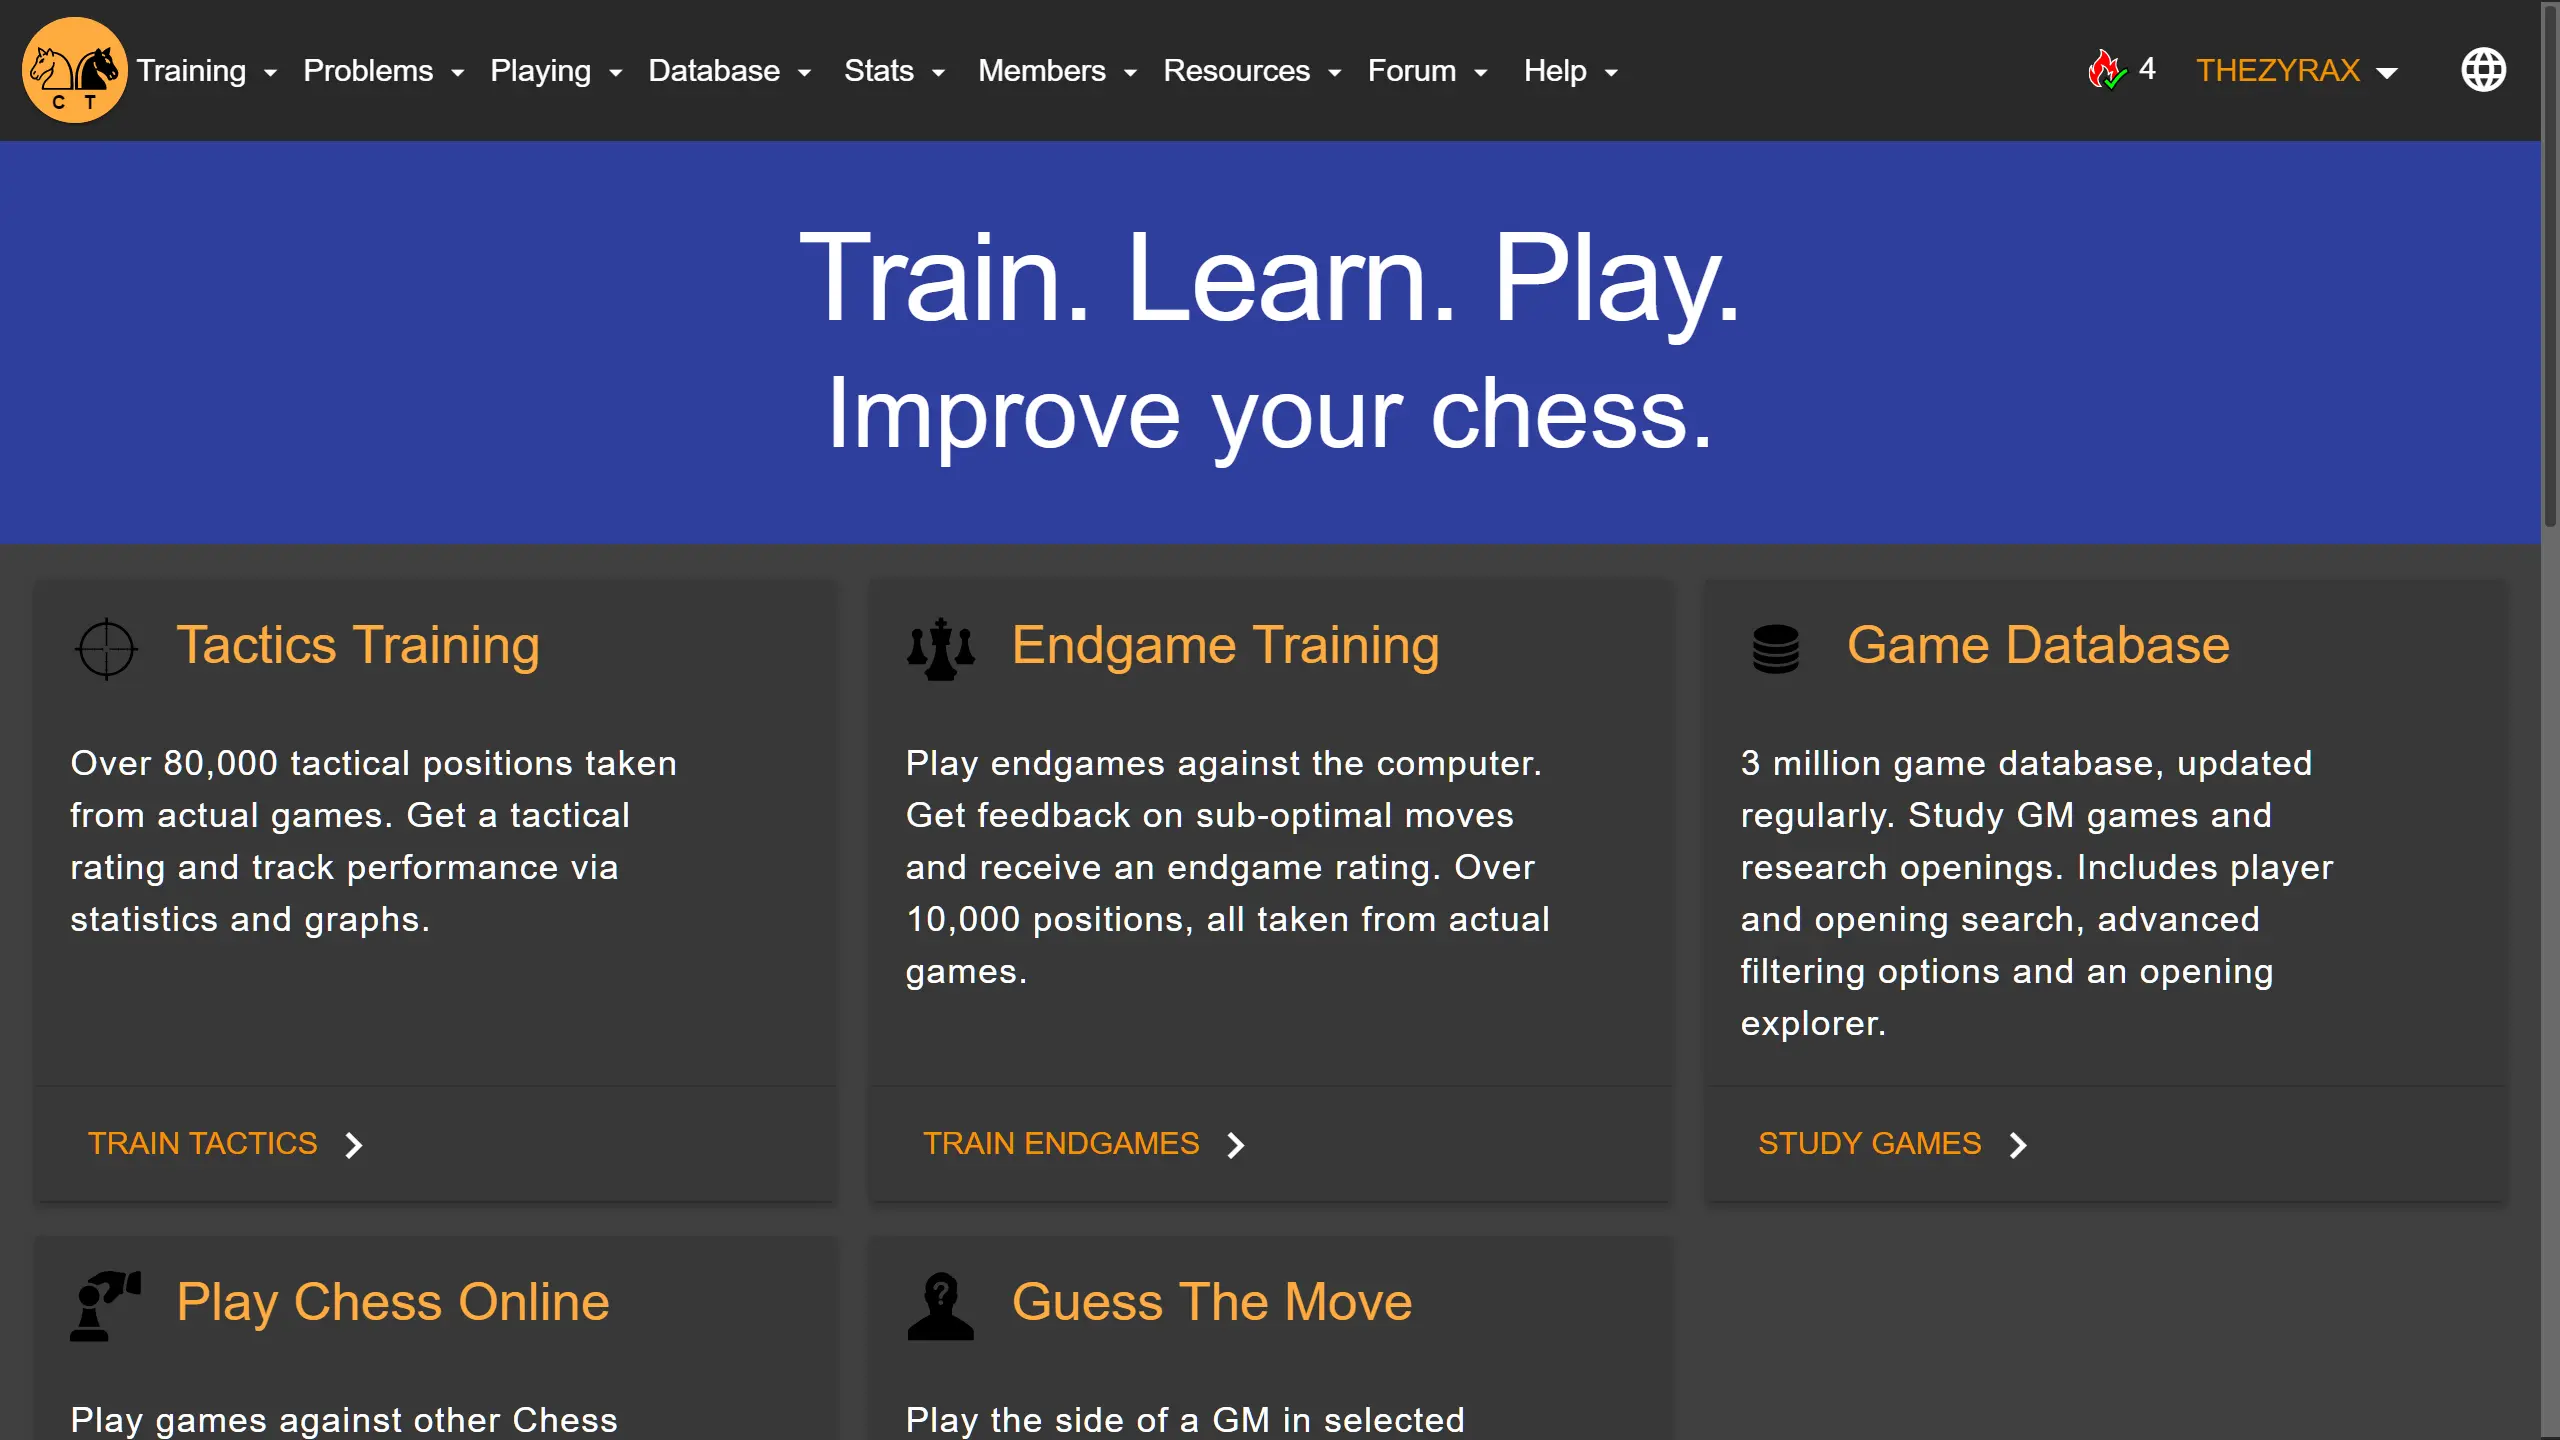 C T
Training Problems Playing Database Stats Members Resources Forum Help 4 THEZYRAX
Train. Learn. Play.
Improve your chess.
Tactics Training
Over 80,000 tactical positions taken
from actual games. Get a tactical
rating and track performance via
statistics and graphs.
TRAIN TACTICS
Endgame Training
Play endgames against the computer.
Get feedback on sub-optimal moves
and receive an endgame rating. Over
10,000 positions, all taken from actual
games.
TRAIN ENDGAMES
Game Database
3 million game database, updated
regularly. Study GM games and
research openings. Includes player
and opening search, advanced
filtering options and an opening
explorer.
STUDY GAMES
Play Chess Online
Play games against other Chess
?
Guess The Move
Play the side of a GM in selected